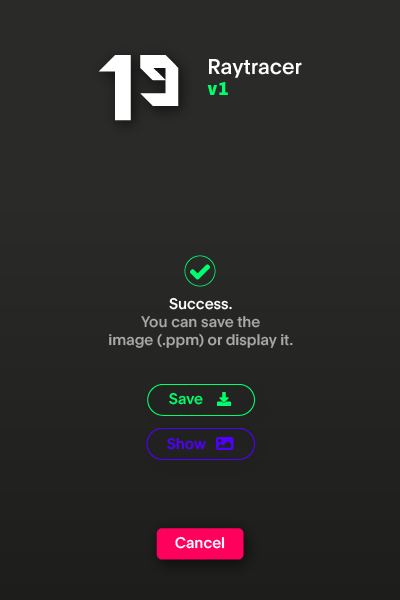 19
Raytracer
v1
Success.
You can save the
image (.ppm) or display it.
Save
Show
Cancel